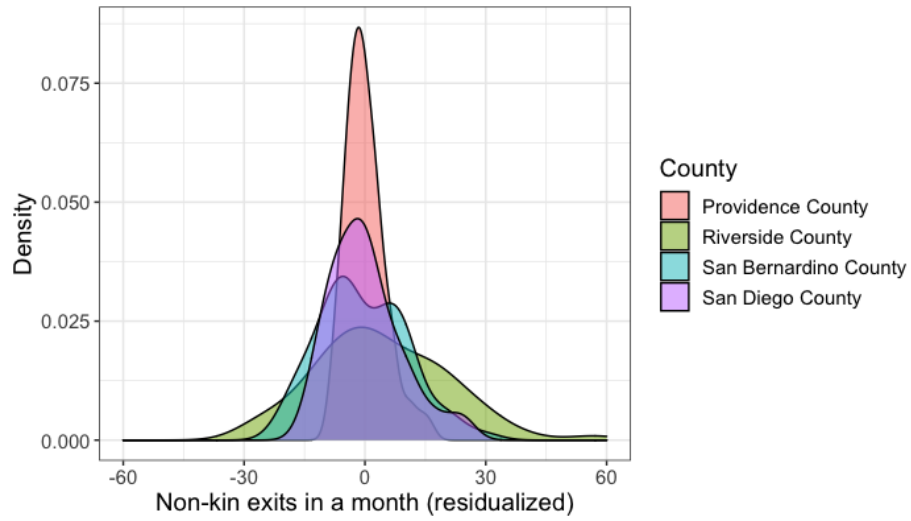 0.075
0.050
0.025
0.000
Density
-60
-30
0
30
60
Non-kin exits in a month (residualized)
County
Providence County
Riverside County
San Bernardino County
San Diego County